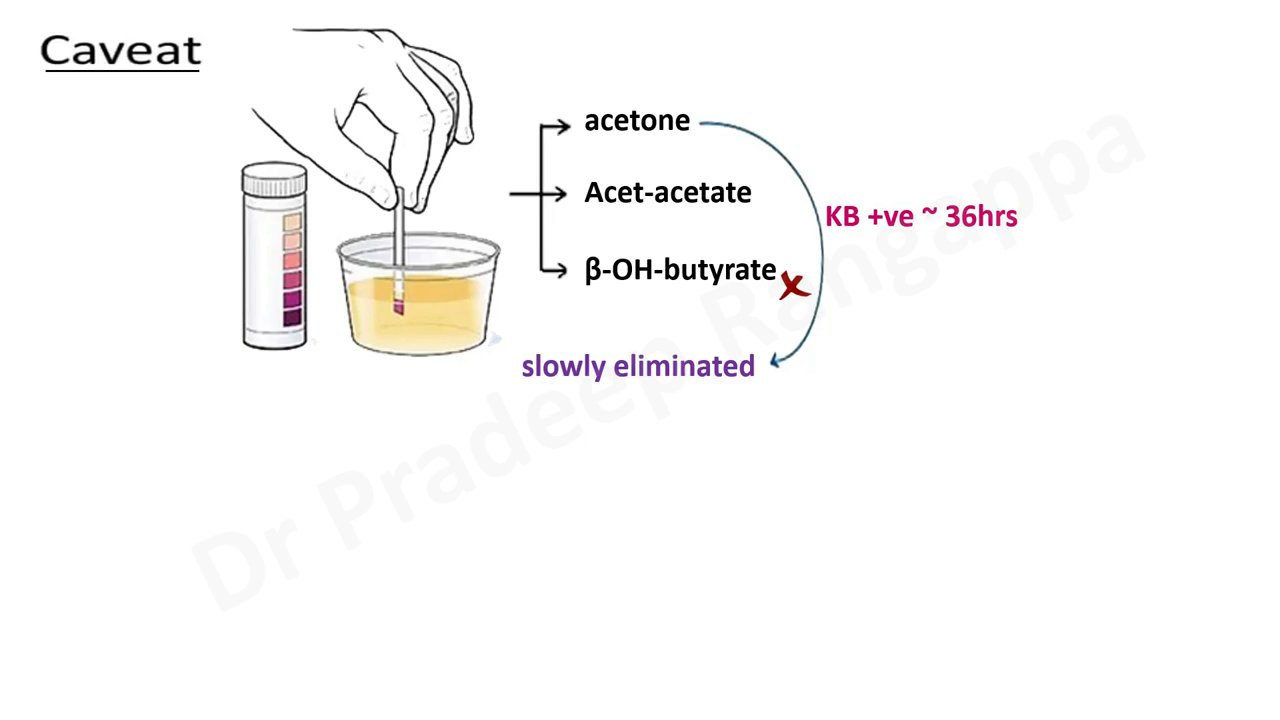 Caveat
acetone
Acet-acetate
KB +ve ~ 36hrs
β-OH-butyrate
slowly eliminated
Dr Pradeep Rangappa